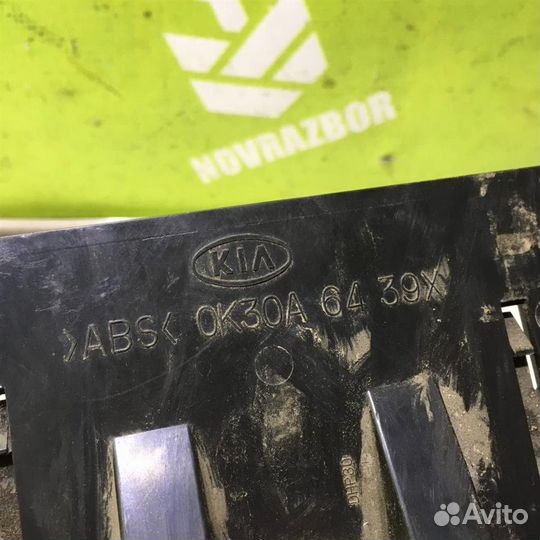 NOVRAZBOR
KIA
>ABS< 0K30A 64 39X
Avito